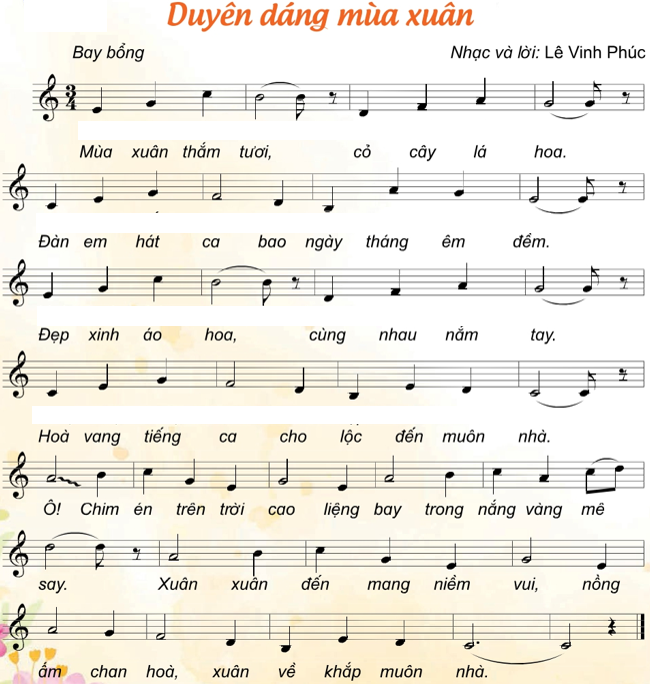 Duyên dáng mùa xuân
Bay bổng
Nhạc và lời: Lê Vinh Phúc
3
4
Mùa xuân thắm tươi, cỏ cây lá hoa.
Đàn em hát ca bao ngày tháng êm đềm.
Đẹp xinh áo hoa, cùng nhau nắm tay.
Hoà vang tiếng ca cho lộc đến muôn nhà.
Ô! Chim én trên trời cao liệng bay trong nắng vàng mê
say. Xuân xuân đến mang niềm vui, nồng
ấm chan hoà, xuân về khắp muôn nhà.